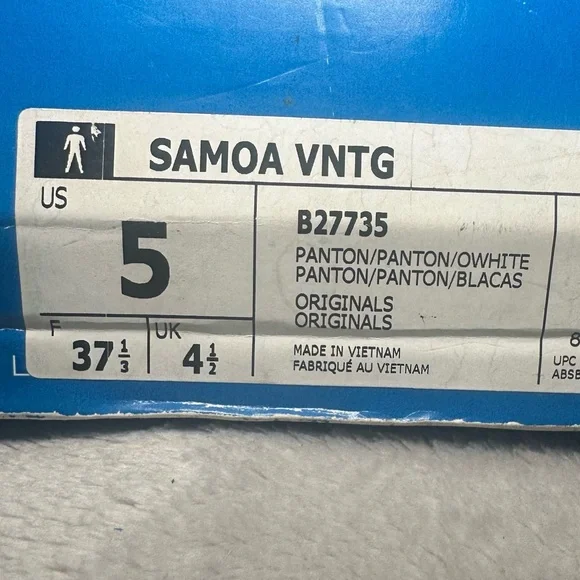 SAMOA VNTG
US
5
F
37 1/3
UK
4 1/2
B27735
PANTON/PANTON/OWHITE
PANTON/PANTON/BLACAS
ORIGINALS
ORIGINALS
MADE IN VIETNAM
FABRIQUÉ AU VIETNAM
8
UPC